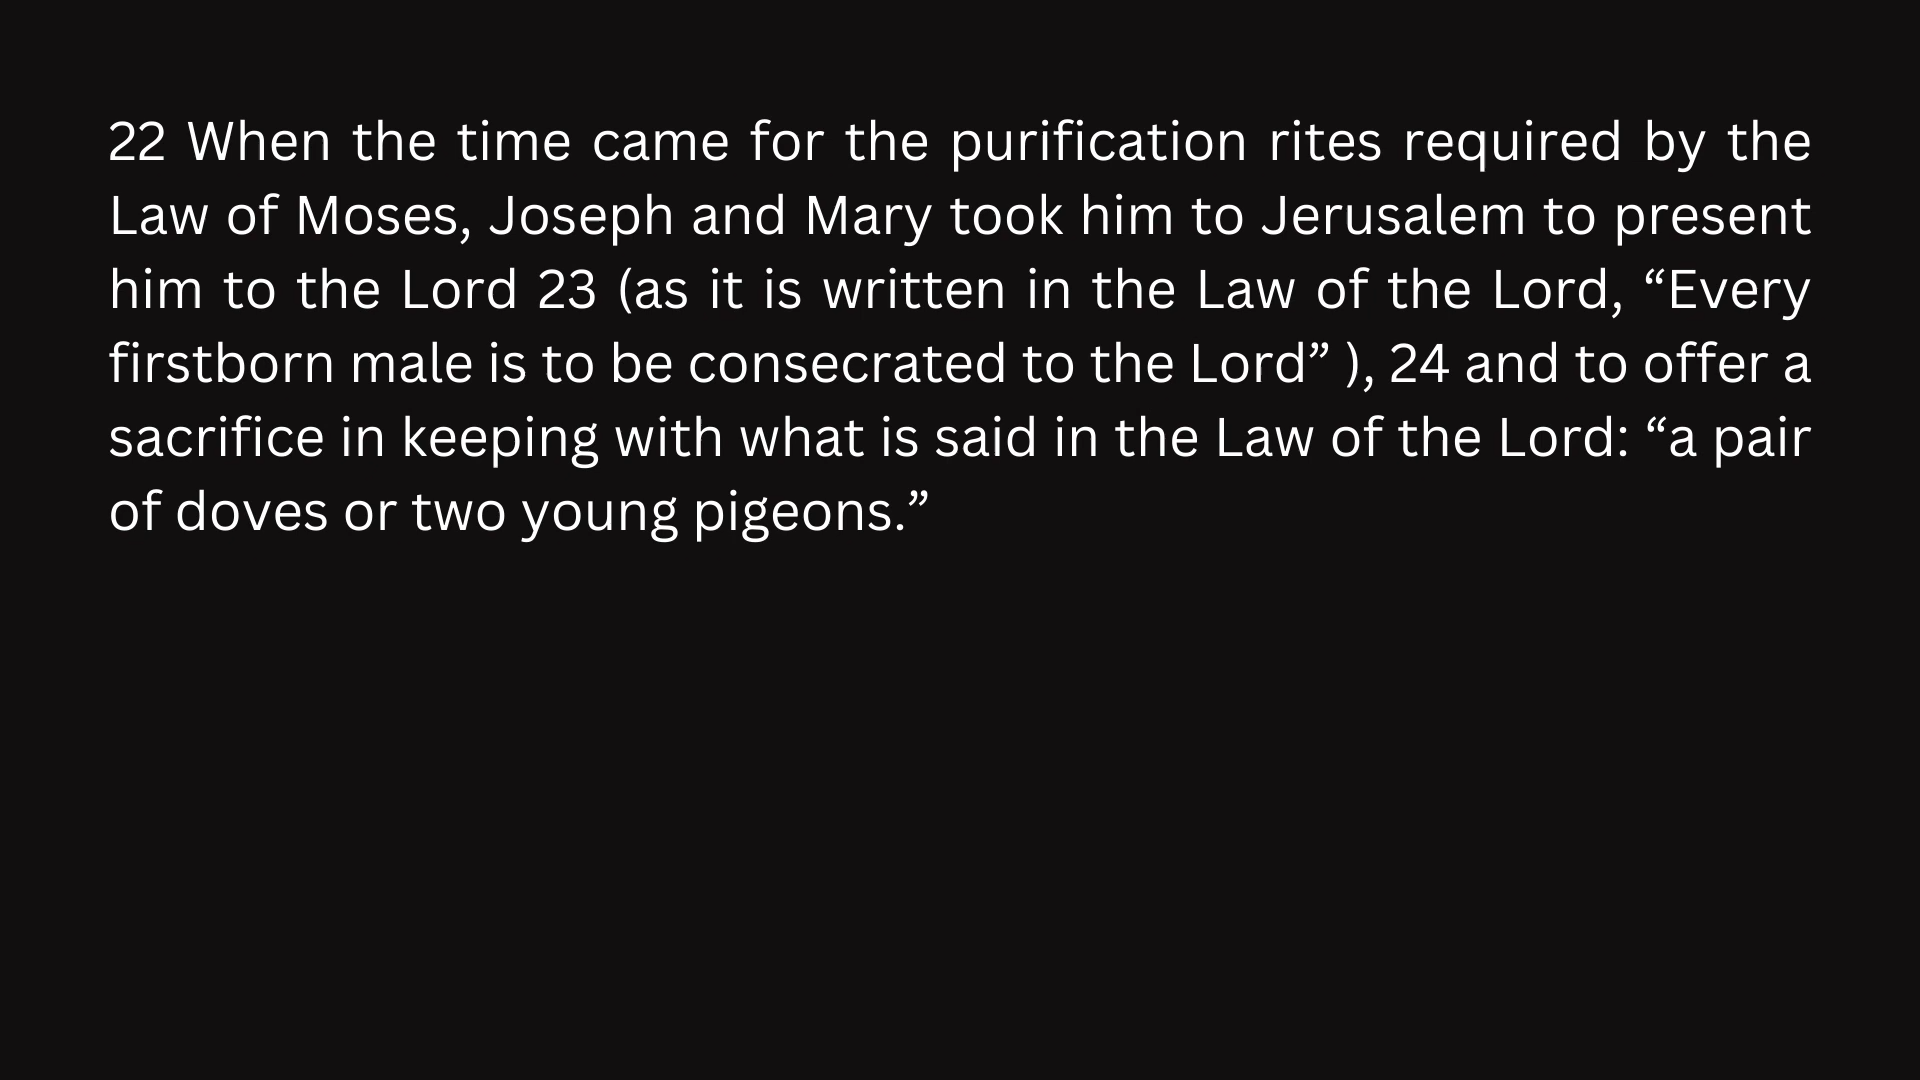 22 When the time came for the purification rites required by the
Law of Moses, Joseph and Mary took him to Jerusalem to present
him to the Lord 23 (as it is written in the Law of the Lord, “Every
firstborn male is to be consecrated to the Lord” ), 24 and to offer a
sacrifice in keeping with what is said in the Law of the Lord: “a pair
of doves or two young pigeons.”